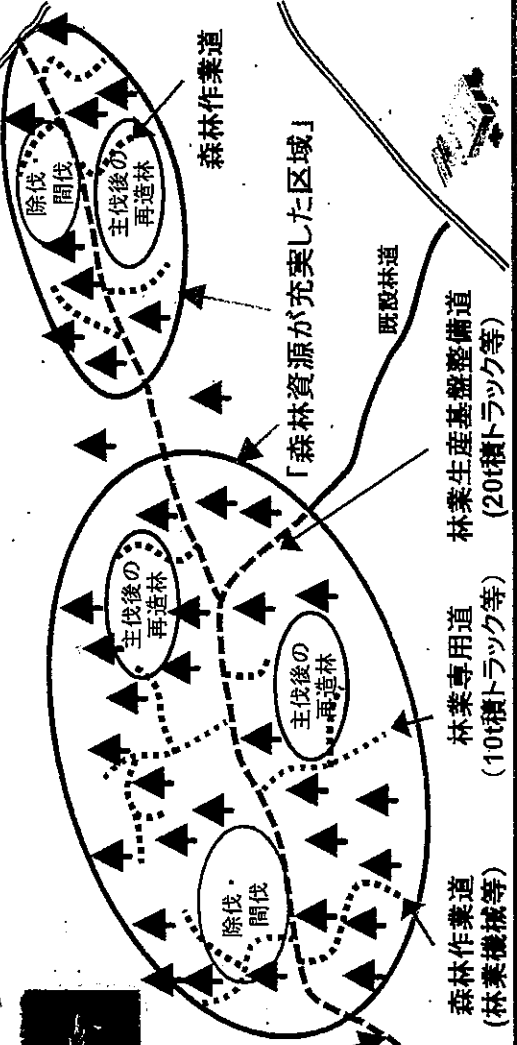 除伐
間伐
主伐後の
再造林
森林作業道
「森林資源が充実した区域」
既設林道
主伐後の
再造林
主伐後の
再造林
除伐・
間伐
林業生産基盤整備道
(20t積トラック等)
林業専用道
(10t積トラック等)
森林作業道
(林業機械等)